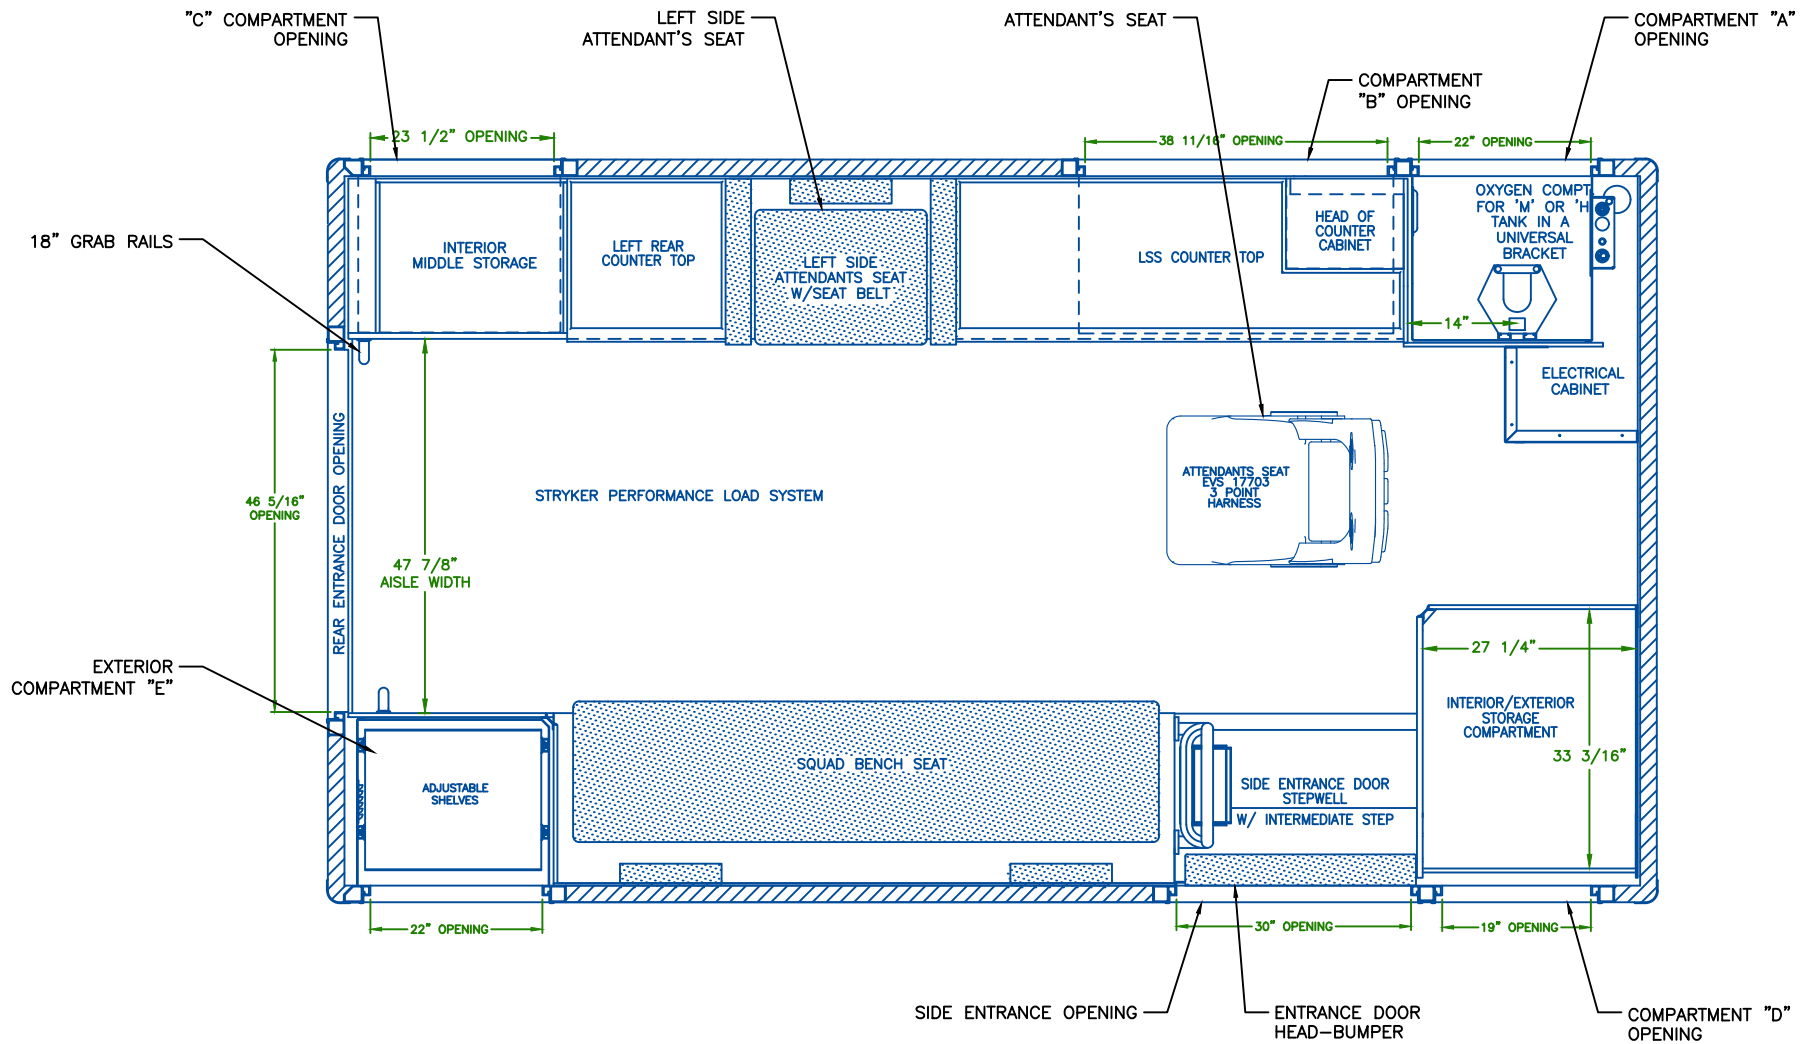 "C" COMPARTMENT
OPENING
LEFT SIDE
ATTENDANT'S SEAT
ATTENDANT'S SEAT
COMPARTMENT "A"
OPENING
COMPARTMENT
"B" OPENING
23 1/2" OPENING
38 11/16" OPENING
22" OPENING
18" GRAB RAILS
INTERIOR
MIDDLE STORAGE
LEFT REAR
COUNTER TOP
LEFT SIDE
ATTENDANTS SEAT
W/SEAT BELT
LSS COUNTER TOP
HEAD OF
COUNTER
CABINET
OXYGEN COMPT
FOR 'M' OR 'H
TANK IN A
UNIVERSAL
BRACKET
14"
ELECTRICAL
CABINET
46 5/16"
OPENING
REAR ENTRANCE DOOR OPENING
STRYKER PERFORMANCE LOAD SYSTEM
ATTENDANTS SEAT
EVS 17703
3 POINT
HARNESS
47 7/8"
AISLE WIDTH
27 1/4"
EXTERIOR
COMPARTMENT "E"
INTERIOR/EXTERIOR
STORAGE
COMPARTMENT
33 3/16"
ADJUSTABLE
SHELVES
SQUAD BENCH SEAT
SIDE ENTRANCE DOOR
STEPWELL
W/ INTERMEDIATE STEP
22" OPENING
30" OPENING
19" OPENING
SIDE ENTRANCE OPENING
ENTRANCE DOOR
HEAD-BUMPER
COMPARTMENT "D"
OPENING